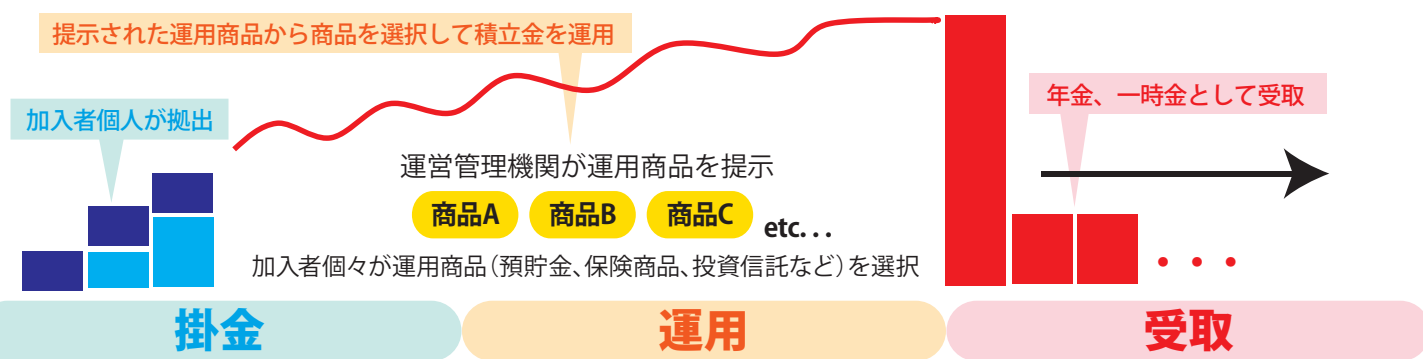 提示された運用商品から商品を選択して積立金を運用
加入者個人が拠出
年金、一時金として受取
運営管理機関が運用商品を提示
商品A 商品B 商品C etc...
加入者個々が運用商品(預貯金、保険商品、投資信託など)を選択
掛金 運用 受取